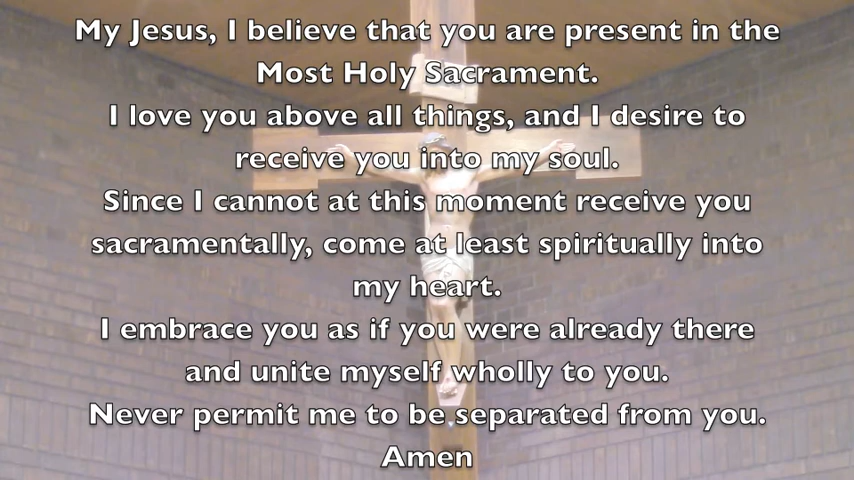 My Jesus, I believe that you are present in the
Most Holy Sacrament.
I love you above all things, and I desire to
receive you into my soul.
Since I cannot at this moment receive you
sacramentally, come at least spiritually into
my heart.
I embrace you as if you were already there
and unite myself wholly to you.
Never permit me to be separated from you.
Amen